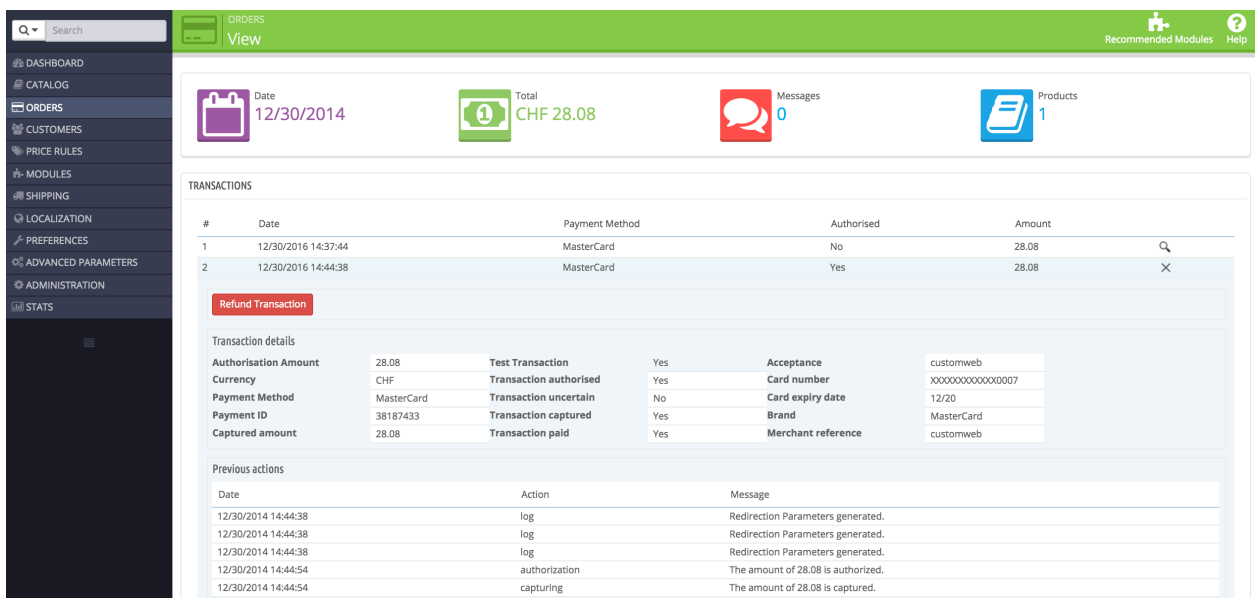 Search
ORDERS
View
Recommended Modules
Help
DASHBOARD
CATALOG
ORDERS
CUSTOMERS
PRICE RULES
MODULES
SHIPPING
LOCALIZATION
PREFERENCES
ADVANCED PARAMETERS
ADMINISTRATION
STATS
Date
12/30/2014
1
Total
CHF 28.08
Messages
0
Products
1
TRANSACTIONS
# Date Payment Method Authorised Amount
1 12/30/2016 14:37:44 MasterCard No 28.08
2 12/30/2016 14:44:38 MasterCard Yes 28.08
Refund Transaction
Transaction details
Authorisation Amount 28.08 Test Transaction Yes Acceptance customweb
Currency CHF Transaction authorised Yes Card number XXXXXXXXXXXX0007
Payment Method MasterCard Transaction uncertain No Card expiry date 12/20
Payment ID 38187433 Transaction captured Yes Brand MasterCard
Captured amount 28.08 Transaction paid Yes Merchant reference customweb
Previous actions
Date Action Message
12/30/2014 14:44:38 log Redirection Parameters generated.
12/30/2014 14:44:38 log Redirection Parameters generated.
12/30/2014 14:44:38 log Redirection Parameters generated.
12/30/2014 14:44:54 authorization The amount of 28.08 is authorized.
12/30/2014 14:44:54 capturing The amount of 28.08 is captured.